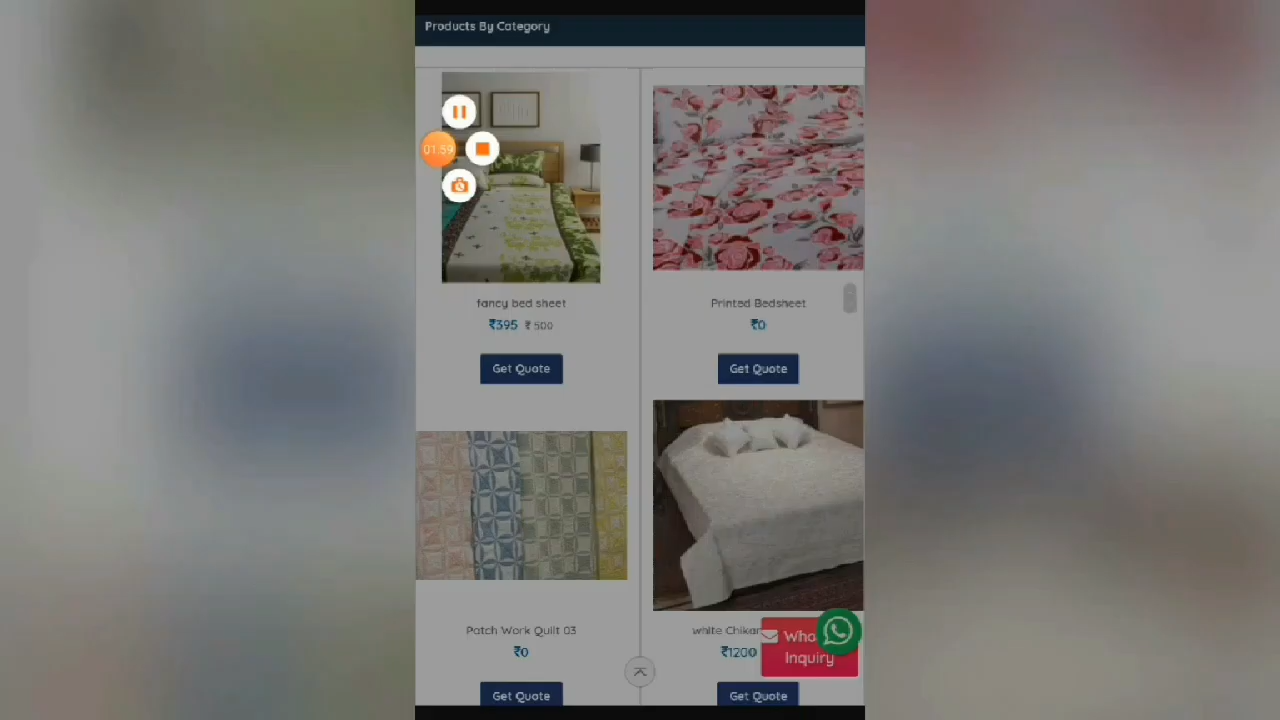 Products By Category
01:59
fancy bed sheet
₹395 ₹ 500
Get Quote
Printed Bedsheet
₹0
Get Quote
Patch Work Quilt 03
₹0
Get Quote
white
₹1200
Get Quote
Inquiry